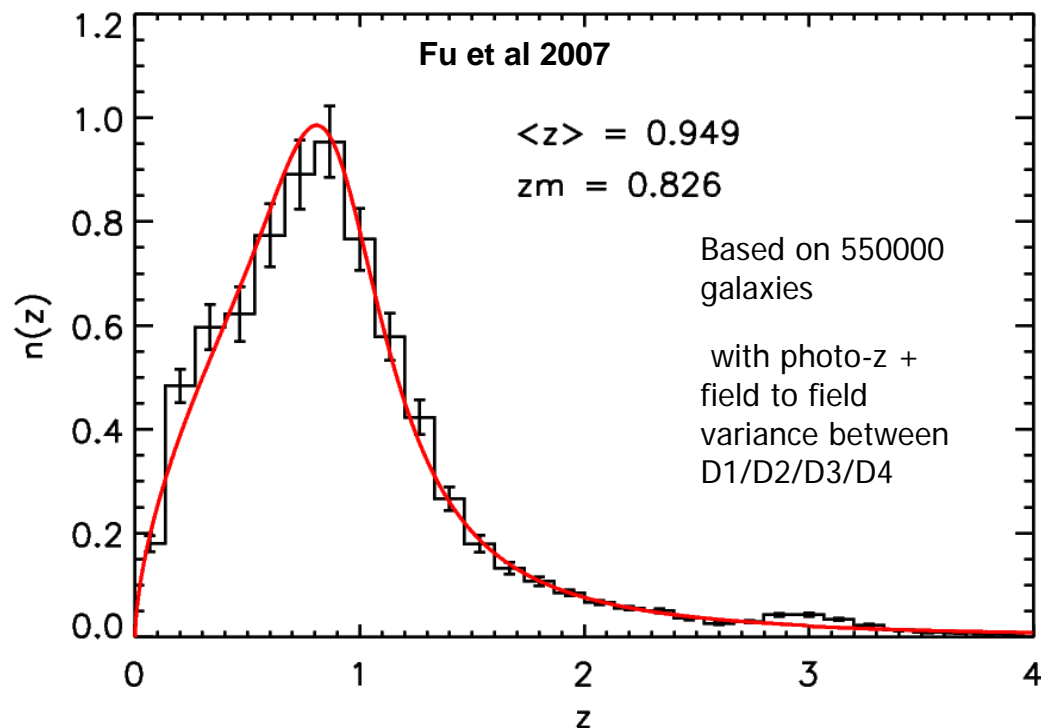 Fu et al 2007
<z> = 0.949
zm = 0.826
Based on 550000
galaxies
with photo-z +
field to field
variance between
D1/D2/D3/D4
n(z)
1.2
1.0
0.8
0.6
0.4
0.2
0.0
0
1
2
3
4
z